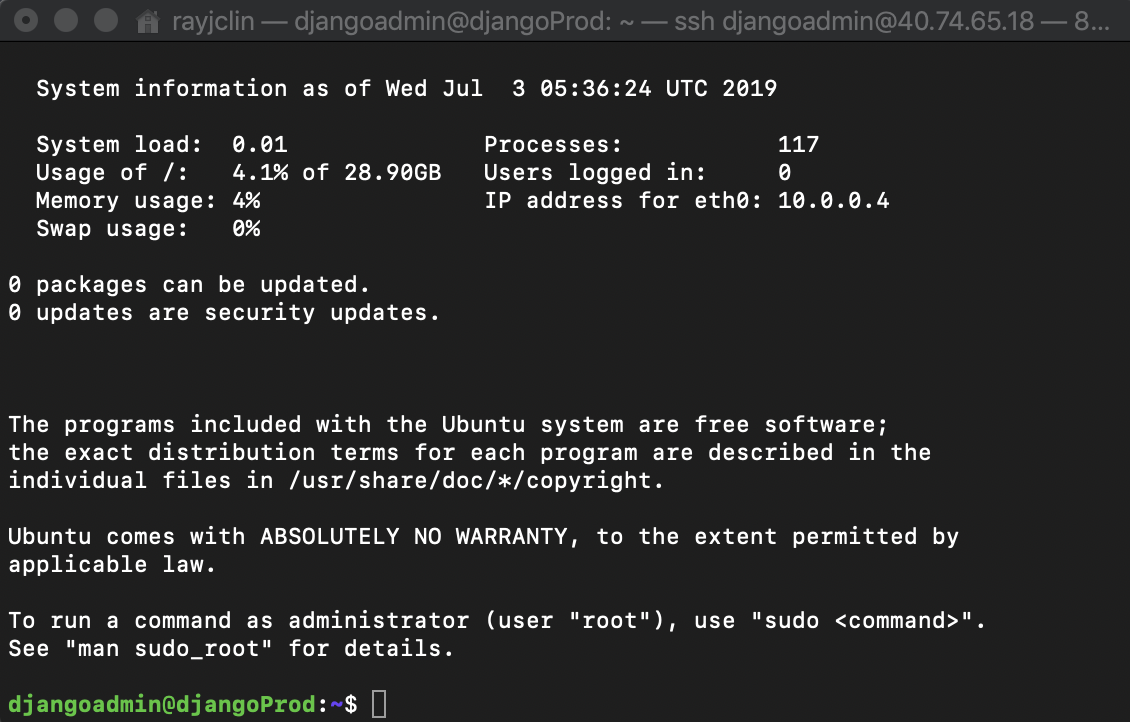 rayjclin — djangoadmin@djangoProd: ~ — ssh djangoadmin@40.74.65.18 — 8...
System information as of Wed Jul  3 05:36:24 UTC 2019
System load:  0.01              Processes:           117
Usage of /:   4.1% of 28.90GB   Users logged in:     0
Memory usage: 4%                IP address for eth0: 10.0.0.4
Swap usage:   0%
0 packages can be updated.
0 updates are security updates.
The programs included with the Ubuntu system are free software;
the exact distribution terms for each program are described in the
individual files in /usr/share/doc/*/copyright.
Ubuntu comes with ABSOLUTELY NO WARRANTY, to the extent permitted by
applicable law.
To run a command as administrator (user "root"), use "sudo <command>".
See "man sudo_root" for details.
djangoadmin@djangoProd:~$